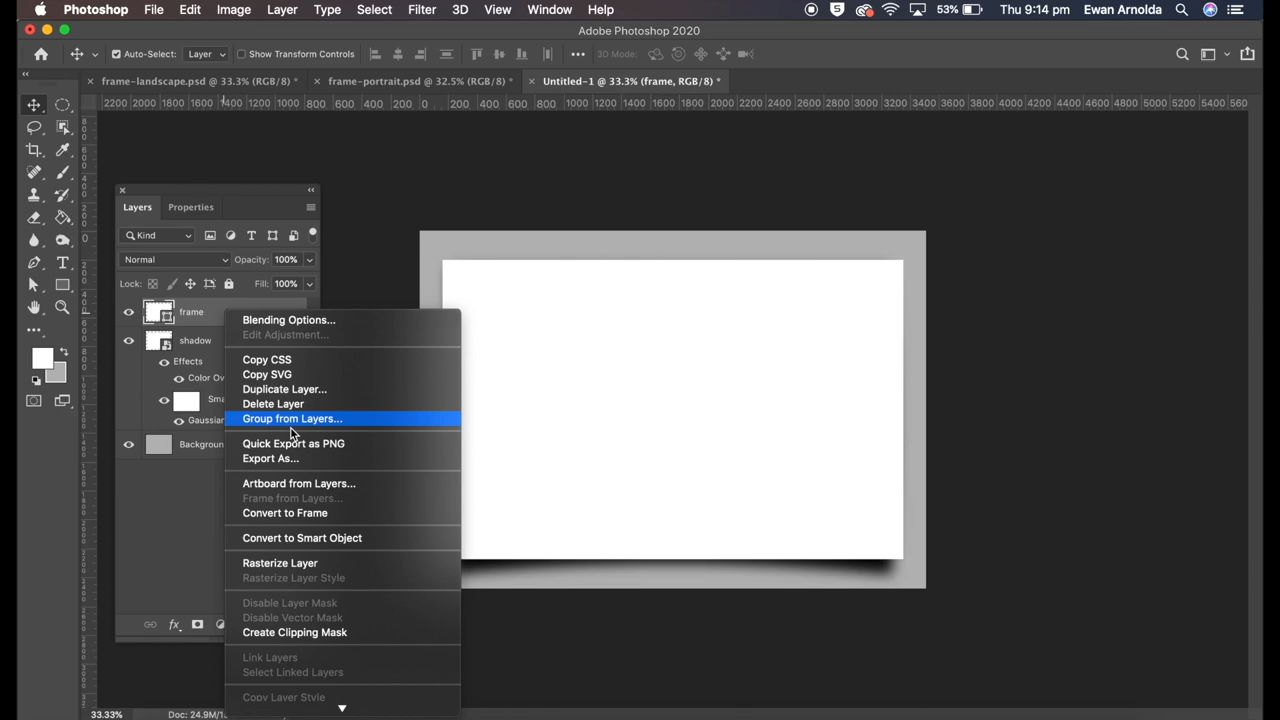 Photoshop File Edit Image Layer Type Select Filter 3D View Window Help 5 53% Thu 9:14 pm Ewan Arnolda
Adobe Photoshop 2020
Auto-Select: Layer Show Transform Controls 3D Mode:
frame-landscape.psd @ 33.3% (RGB/8) * frame-portrait.psd @ 32.5% (RGB/8) * Untitled-1 @ 33.3% (frame, RGB/8) *
2200 2000 1800 1600 1400 1200 1000 800 600 400 200 0 200 400 600 800 1000 1200 1400 1600 1800 2000 2200 2400 2600 2800 3000 3200 3400 3600 3800 4000 4200 4400 4600 4800 5000 5200 5400 560
Layers Properties
Kind
Normal Opacity: 100%
Lock: Fill: 100%
frame
shadow
Effects
Color Ov
Sma
Gaussian
Backgroun
fx
Blending Options...
Edit Adjustment...
Copy CSS
Copy SVG
Duplicate Layer...
Delete Layer
Group from Layers...
Quick Export as PNG
Export As...
Artboard from Layers...
Frame from Layers...
Convert to Frame
Convert to Smart Object
Rasterize Layer
Rasterize Layer Style
Disable Layer Mask
Disable Vector Mask
Create Clipping Mask
Link Layers
Select Linked Layers
Copy Layer Style
33.33% Doc: 24.9M/1